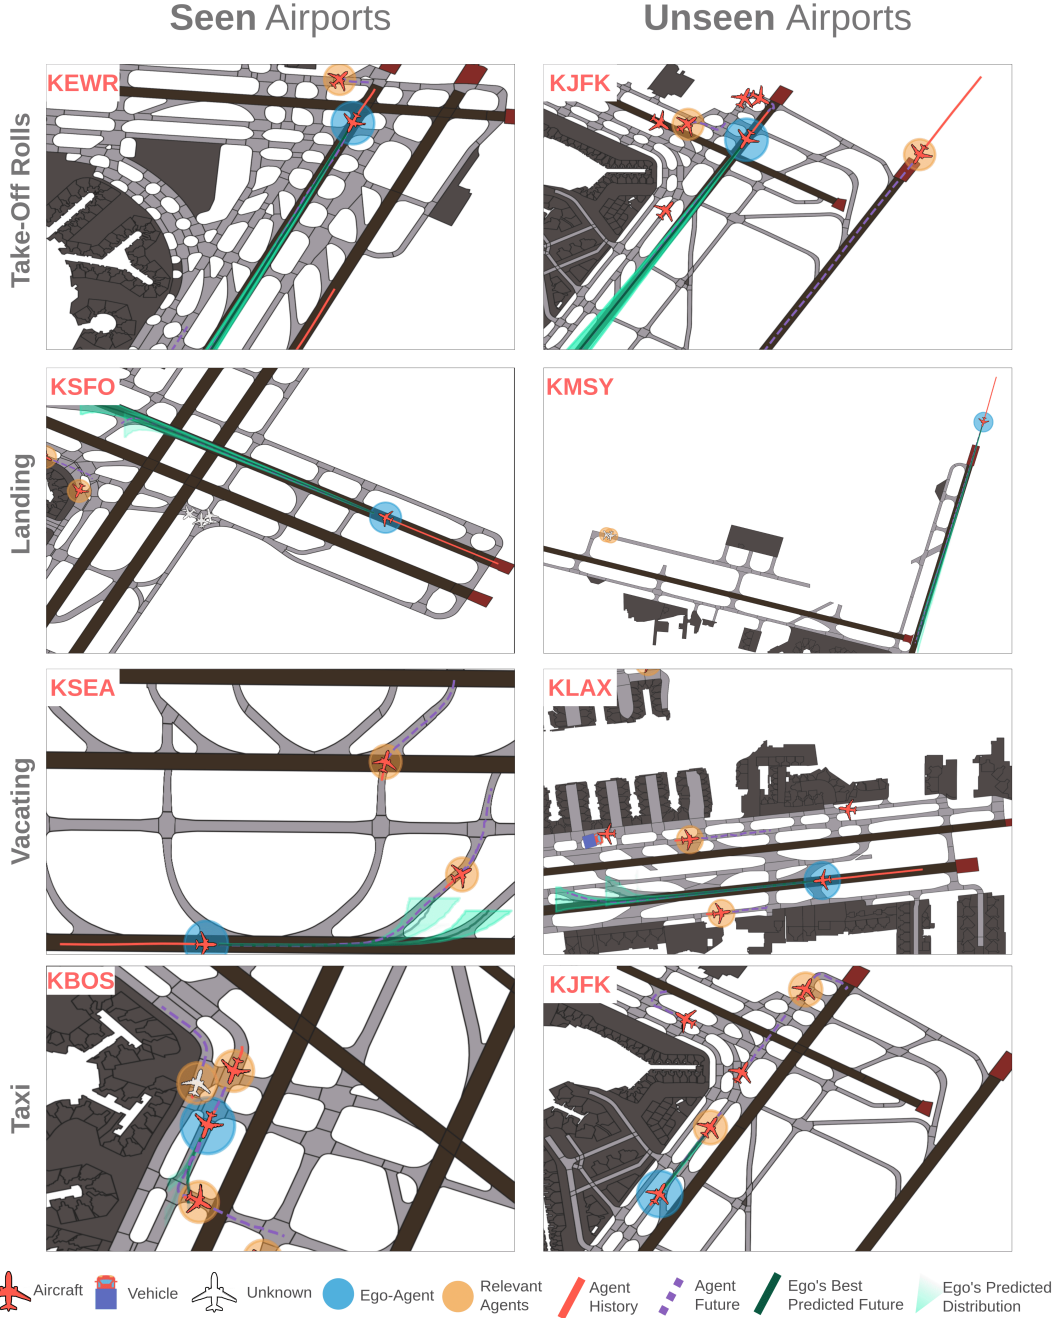 Seen Airports
Unseen Airports
Take-Off Rolls
KEWR
KJFK
Landing
KSFO
KMSY
Vacating
KSEA
KLAX
Taxi
KBOS
KJFK
Aircraft
Vehicle
Unknown
Ego-Agent
Relevant
Agents
Agent
History
Agent
Future
Ego's Best
Predicted Future
Ego's Predicted
Distribution